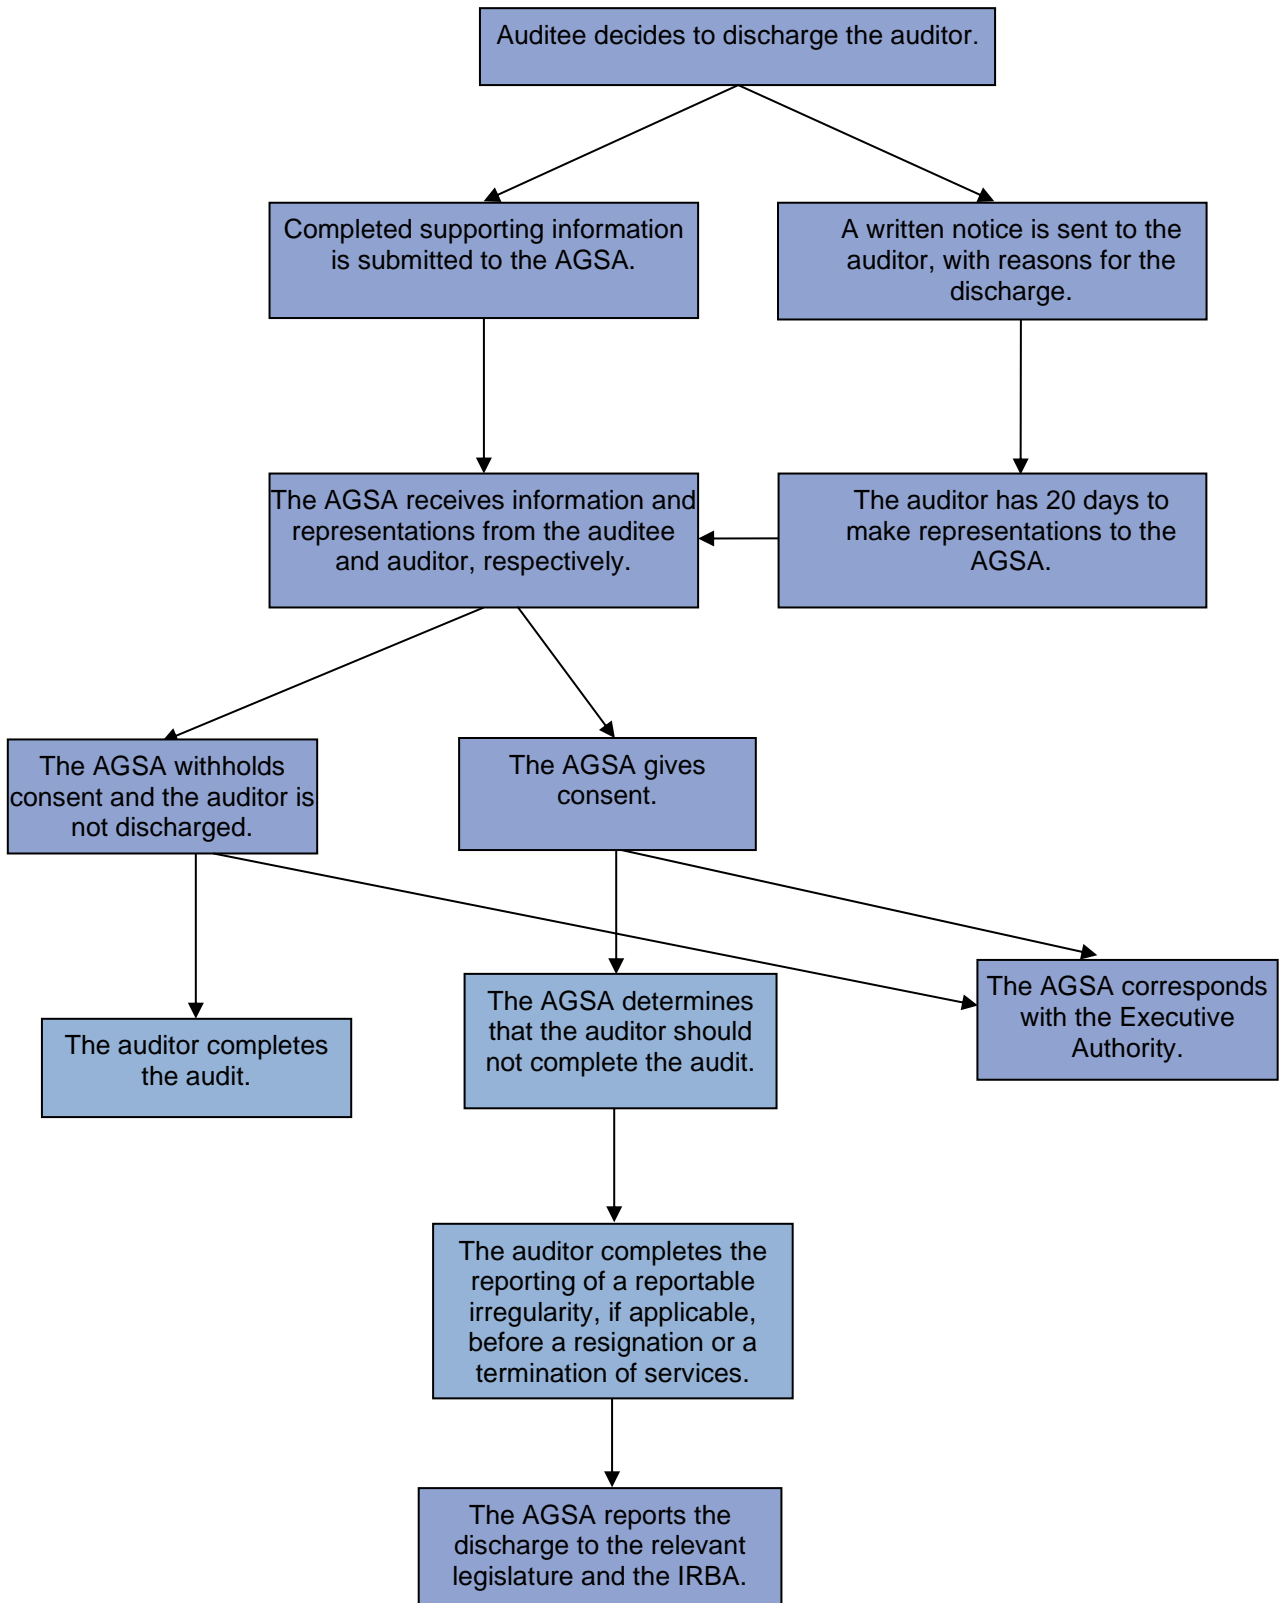 Auditee decides to discharge the auditor.
Completed supporting information
is submitted to the AGSA.
A written notice is sent to the
auditor, with reasons for the
discharge.
The AGSA receives information and
representations from the auditee
and auditor, respectively.
The auditor has 20 days to
make representations to the
AGSA.
The AGSA withholds
consent and the auditor is
not discharged.
The AGSA gives
consent.
The AGSA determines
that the auditor should
not complete the audit.
The AGSA corresponds
with the Executive
Authority.
The auditor completes
the audit.
The auditor completes the
reporting of a reportable
irregularity, if applicable,
before a resignation or a
termination of services.
The AGSA reports the
discharge to the relevant
legislature and the IRBA.